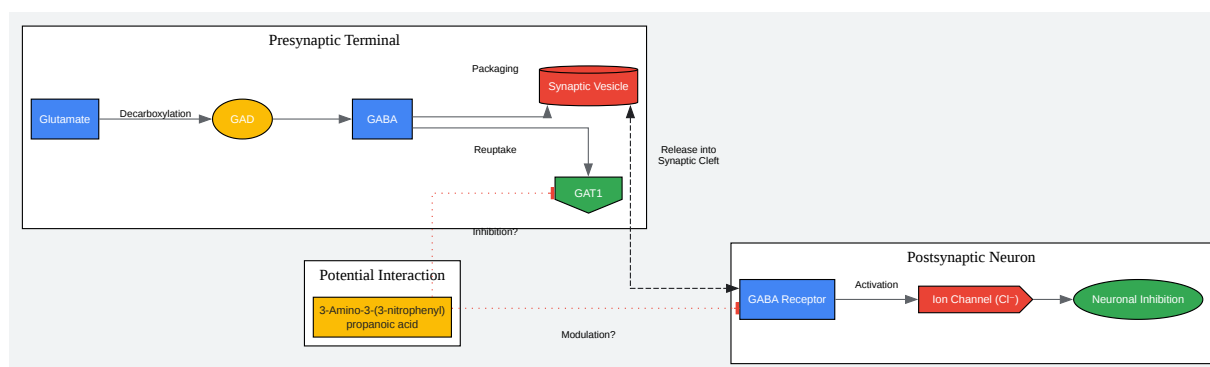 Presynaptic Terminal
Packaging
Synaptic Vesicle
Glutamate
Decarboxylation
GAD
GABA
Reuptake
Release into
Synaptic Cleft
GAT1
Inhibition?
Potential Interaction
3-Amino-3-(3-nitrophenyl)
propanoic acid
Modulation?
Postsynaptic Neuron
GABA Receptor
Activation
Ion Channel (Cl⁻)
Neuronal Inhibition